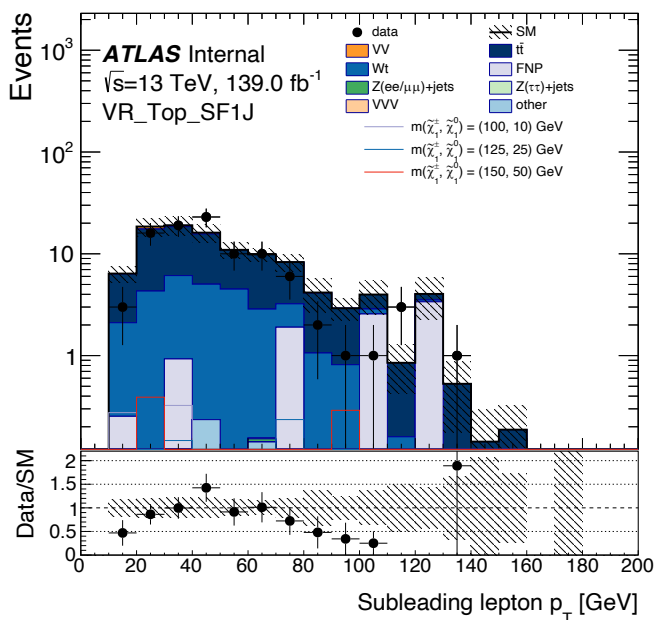 Events
10³
10²
10
1
ATLAS Internal
√s=13 TeV, 139.0 fb⁻¹
VR_Top_SF1J
data
SM
VV
tt̄
Wt
FNP
Z(ee/μμ)+jets
Z(ττ)+jets
VVV
other
m(χ̃₁±, χ̃₁⁰) = (100, 10) GeV
m(χ̃₁±, χ̃₁⁰) = (125, 25) GeV
m(χ̃₁±, χ̃₁⁰) = (150, 50) GeV
Data/SM
2
1.5
1
0.5
0
0 20 40 60 80 100 120 140 160 180 200
Subleading lepton p_T [GeV]